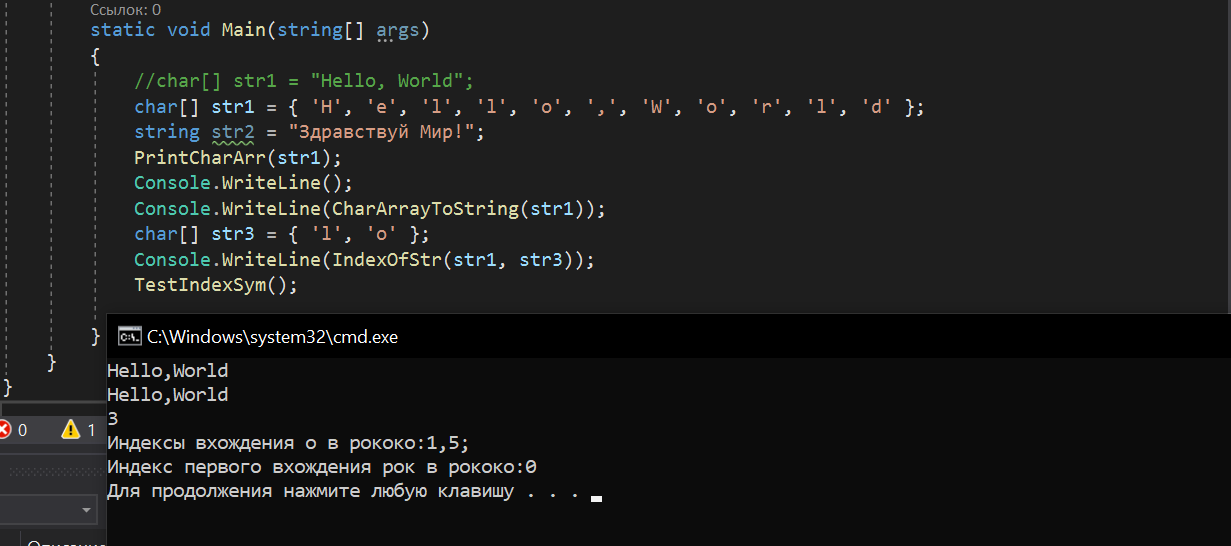 Ссылок: 0
static void Main(string[] args)
{
//char[] str1 = "Hello, World";
char[] str1 = { 'H', 'e', 'l', 'l', 'o', ',', 'W', 'o', 'r', 'l', 'd' };
string str2 = "Здравствуй Мир!";
PrintCharArr(str1);
Console.WriteLine();
Console.WriteLine(CharArrayToString(str1));
char[] str3 = { 'l', 'o' };
Console.WriteLine(IndexOfStr(str1, str3));
TestIndexSym();
}
}
}
C:\Windows\system32\cmd.exe
Hello,World
Hello,World
3
Индексы вхождения о в рококо:1,5;
Индекс первого вхождения рок в рококо:0
Для продолжения нажмите любую клавишу . . .
0 1